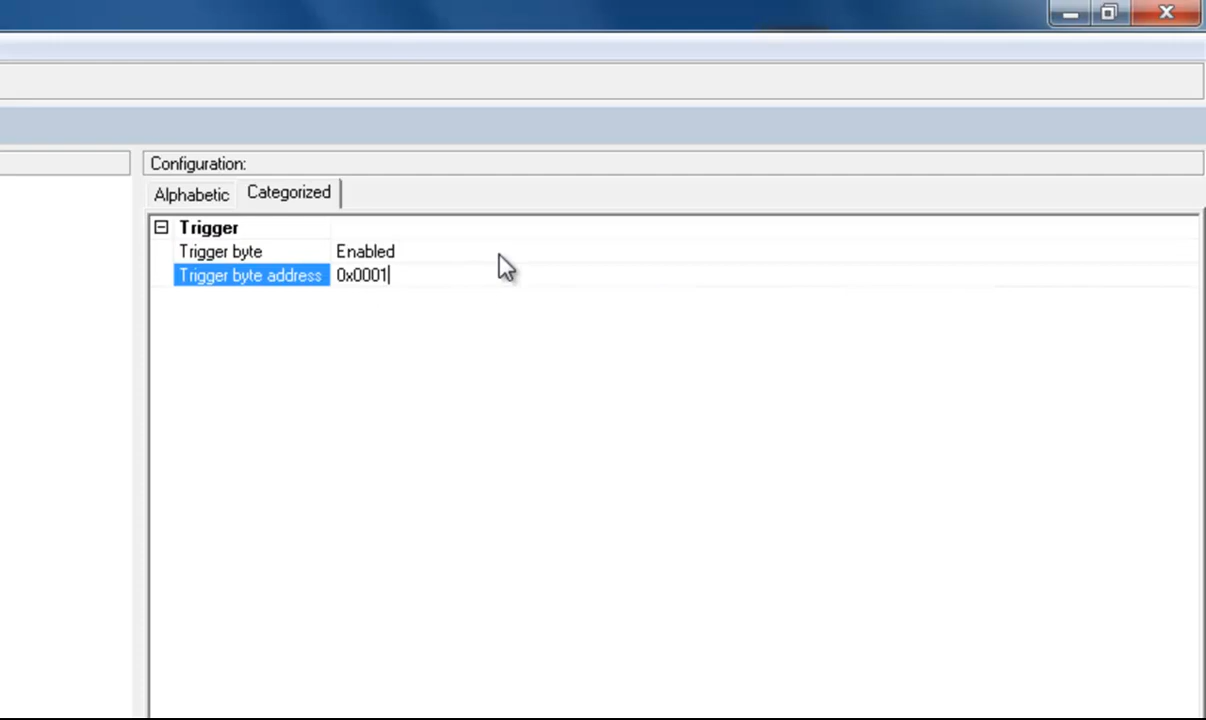 Configuration:
Alphabetic Categorized
Trigger
Trigger byte Enabled
Trigger byte address 0x0001